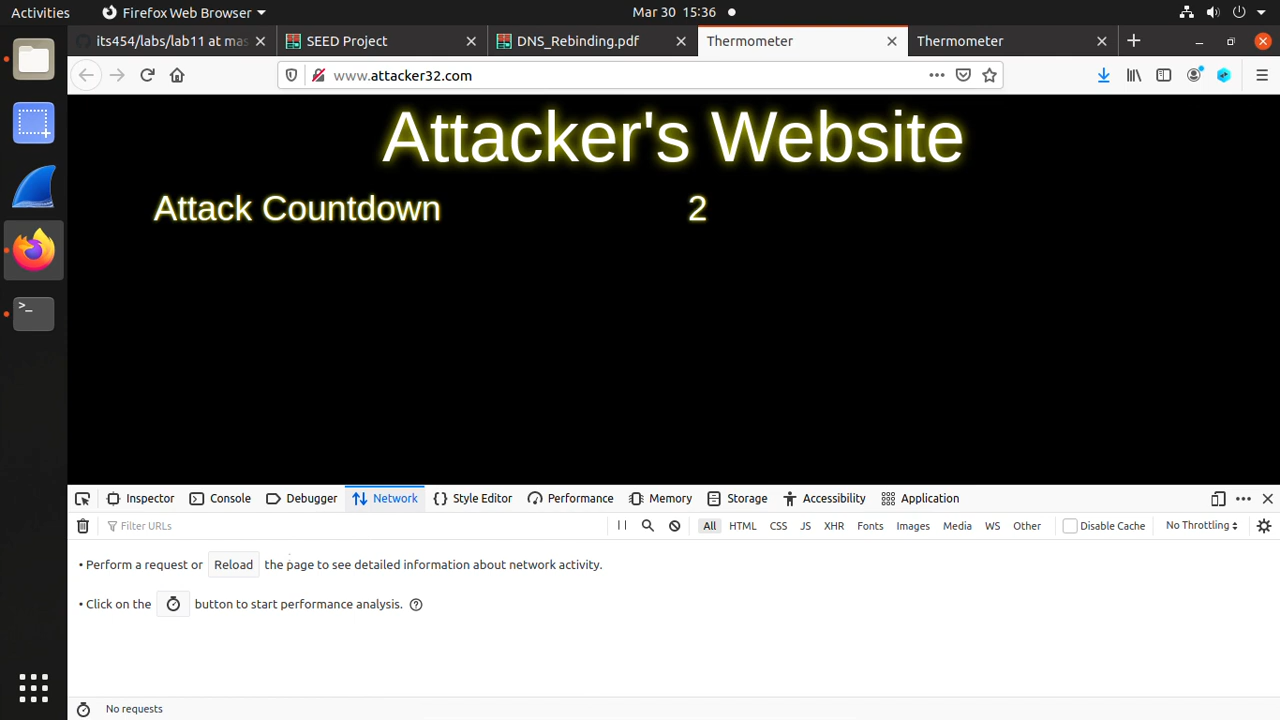 Activities Firefox Web Browser Mar 30 15:36
its454/labs/lab11 at mas SEED Project DNS_Rebinding.pdf Thermometer Thermometer
www.attacker32.com
Attacker's Website
Attack Countdown 2
Inspector Console Debugger Network Style Editor Performance Memory Storage Accessibility Application
Filter URLs All HTML CSS JS XHR Fonts Images Media WS Other Disable Cache No Throttling
• Perform a request or Reload the page to see detailed information about network activity.
• Click on the button to start performance analysis.
No requests